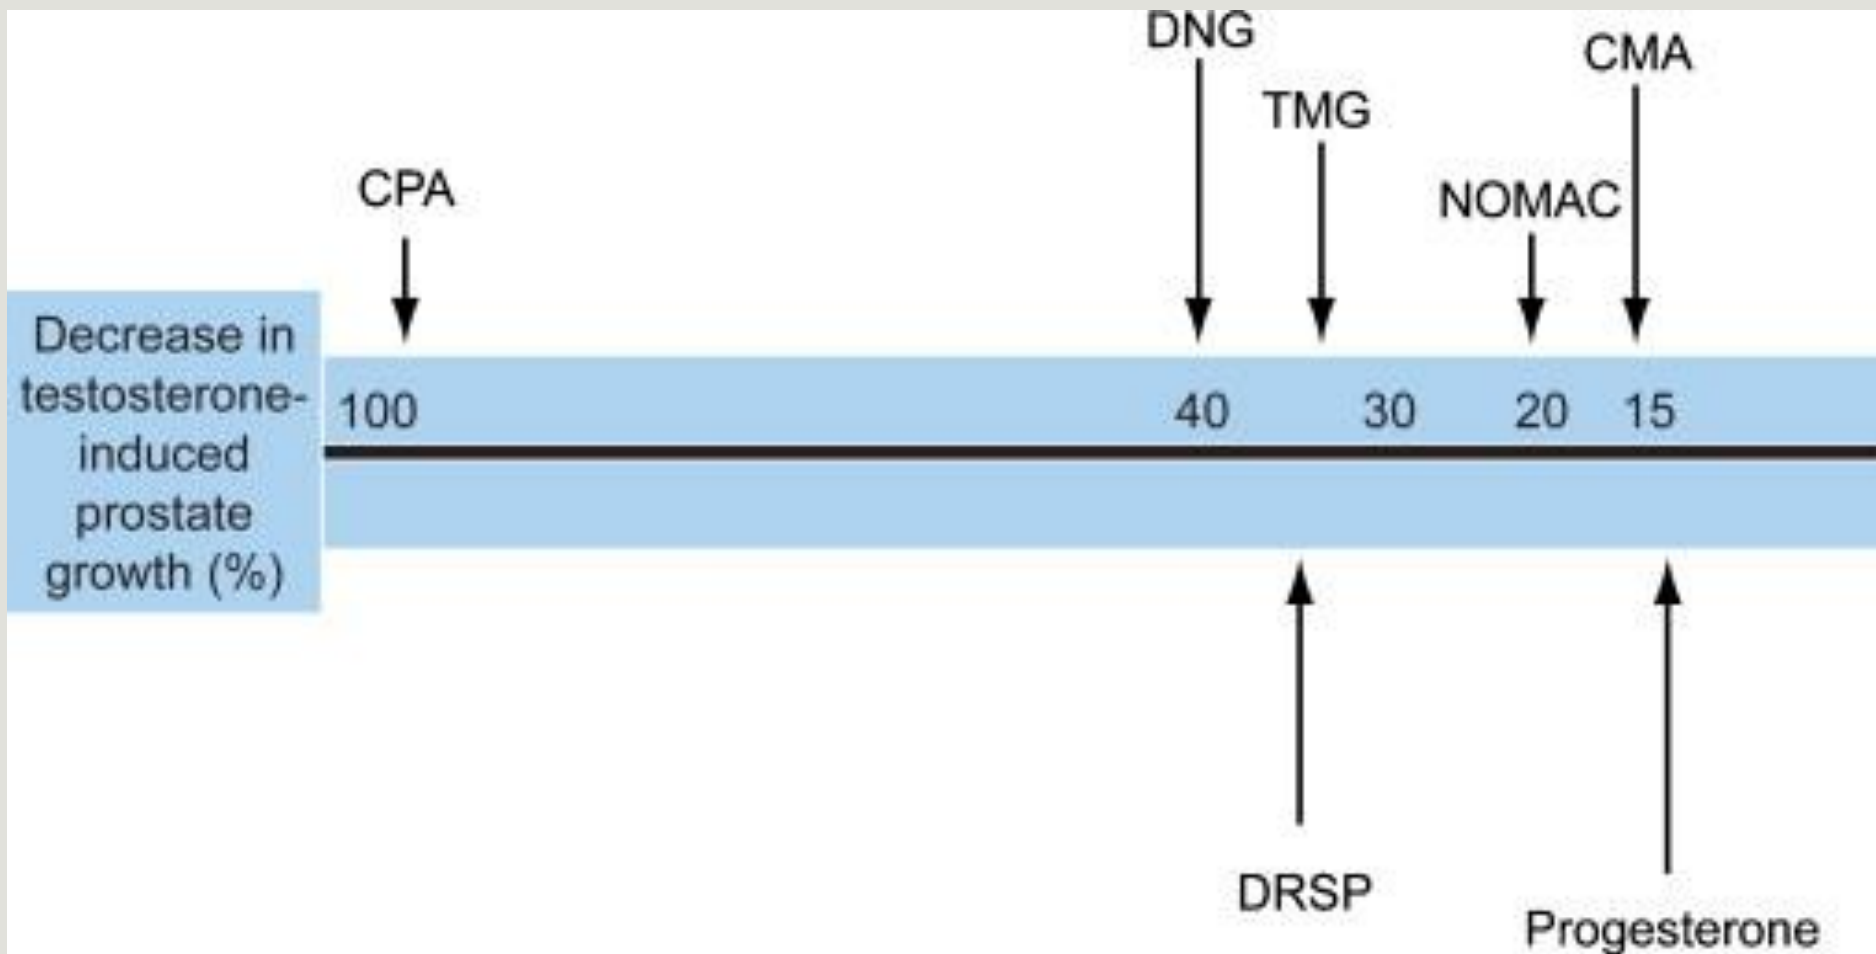 DNG
CMA
TMG
CPA
NOMAC
Decrease in
testosterone-
induced
prostate
growth (%)
100 40 30 20 15
DRSP
Progesterone